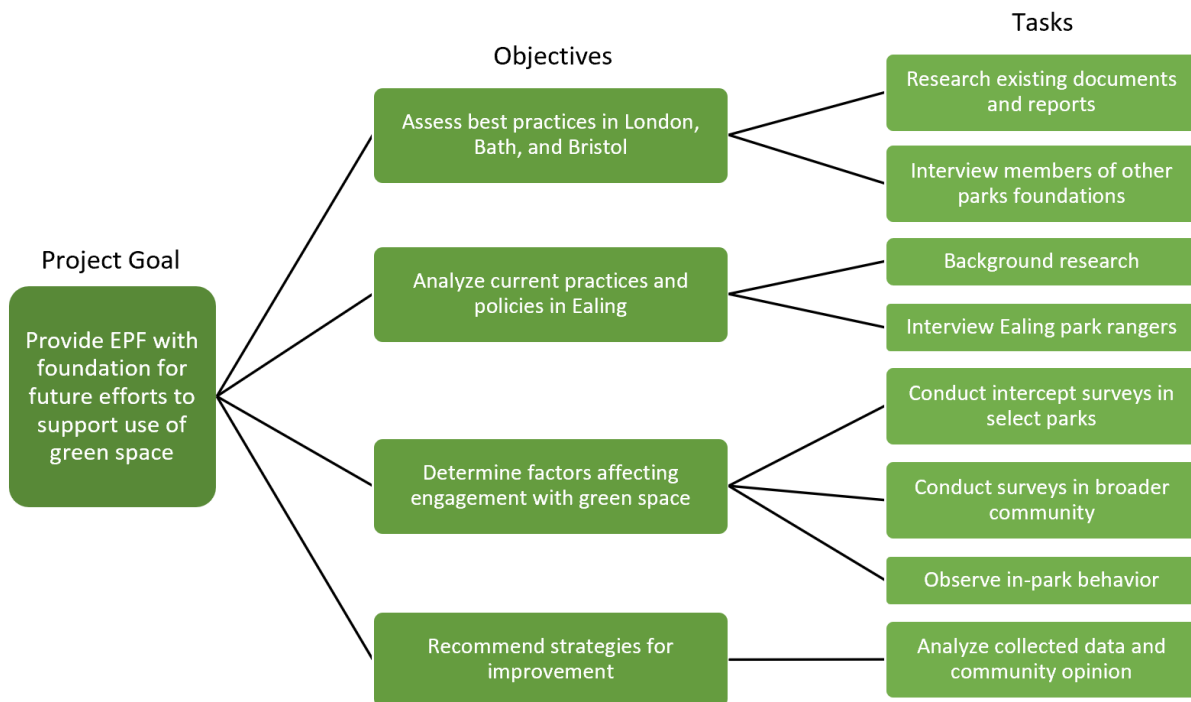 Project Goal
Provide EPF with
foundation for
future efforts to
support use of
green space
Objectives
Assess best practices in London,
Bath, and Bristol
Analyze current practices and
policies in Ealing
Determine factors affecting
engagement with green space
Recommend strategies for
improvement
Tasks
Research existing documents
and reports
Interview members of other
parks foundations
Background research
Interview Ealing park rangers
Conduct intercept surveys in
select parks
Conduct surveys in broader
community
Observe in-park behavior
Analyze collected data and
community opinion